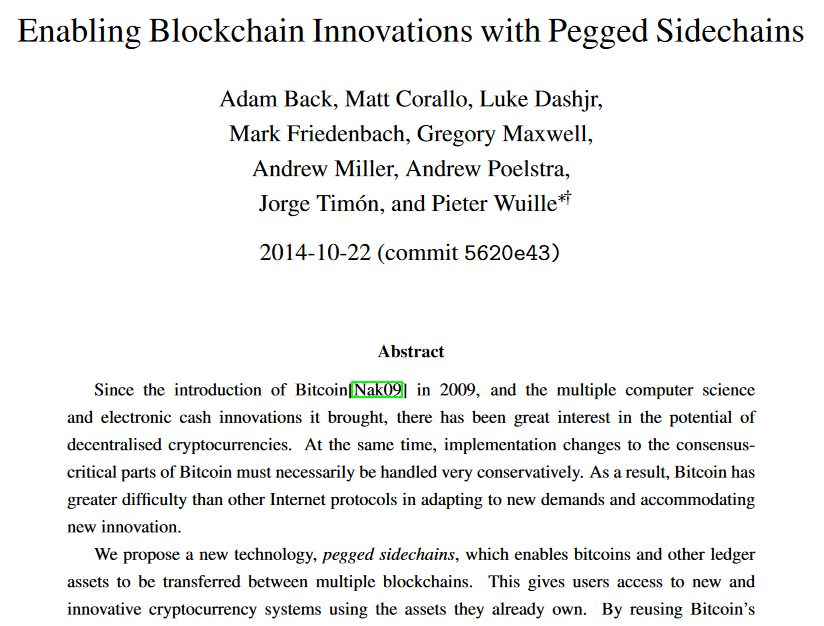 Enabling Blockchain Innovations with Pegged Sidechains
Adam Back, Matt Corallo, Luke Dashjr,
Mark Friedenbach, Gregory Maxwell,
Andrew Miller, Andrew Poelstra,
Jorge Timón, and Pieter Wuille*†
2014-10-22 (commit 5620e43)
Abstract
Since the introduction of Bitcoin[Nak09] in 2009, and the multiple computer science
and electronic cash innovations it brought, there has been great interest in the potential of
decentralised cryptocurrencies. At the same time, implementation changes to the consensus-
critical parts of Bitcoin must necessarily be handled very conservatively. As a result, Bitcoin has
greater difficulty than other Internet protocols in adapting to new demands and accommodating
new innovation.
We propose a new technology, pegged sidechains, which enables bitcoins and other ledger
assets to be transferred between multiple blockchains. This gives users access to new and
innovative cryptocurrency systems using the assets they already own. By reusing Bitcoin's